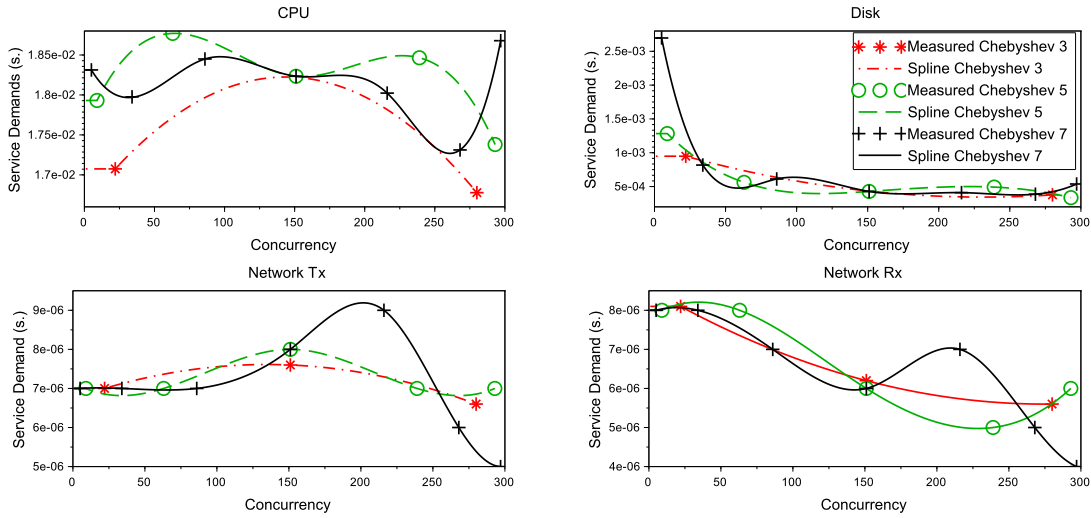 CPU
Service Demands (s.)
1.85e-02
1.8e-02
1.75e-02
1.7e-02
0 50 100 150 200 250 300
Concurrency
Disk
Service Demand (s.)
2.5e-03
2e-03
1.5e-03
1e-03
5e-04
0 50 100 150 200 250 300
Concurrency
Measured Chebyshev 3
Spline Chebyshev 3
Measured Chebyshev 5
Spline Chebyshev 5
Measured Chebyshev 7
Spline Chebyshev 7
Network Tx
Service Demand (s.)
9e-06
8e-06
7e-06
6e-06
5e-06
0 50 100 150 200 250 300
Concurrency
Network Rx
Service Demand (s.)
8e-06
7e-06
6e-06
5e-06
4e-06
0 50 100 150 200 250 300
Concurrency